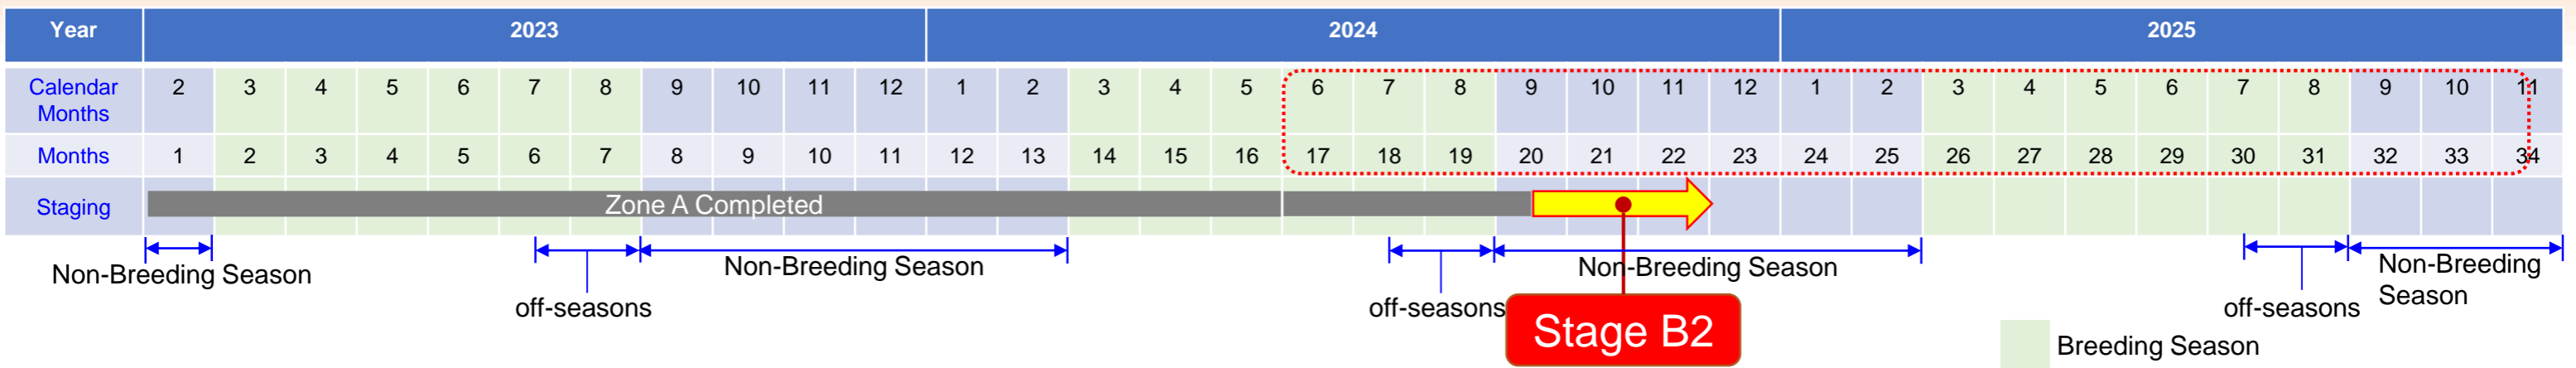 Year 2023 2024 2025
Calendar 2 3 4 5 6 7 8 9 10 11 12 1 2 3 4 5 6 7 8 9 10 11 12 1 2 3 4 5 6 7 8 9 10 11
Months
Months 1 2 3 4 5 6 7 8 9 10 11 12 13 14 15 16 17 18 19 20 21 22 23 24 25 26 27 28 29 30 31 32 33 34
Staging Zone A Completed
Non-Breeding Season
off-seasons
Non-Breeding Season
off-seasons
Non-Breeding Season
Stage B2
off-seasons
Non-Breeding
Season
Breeding Season